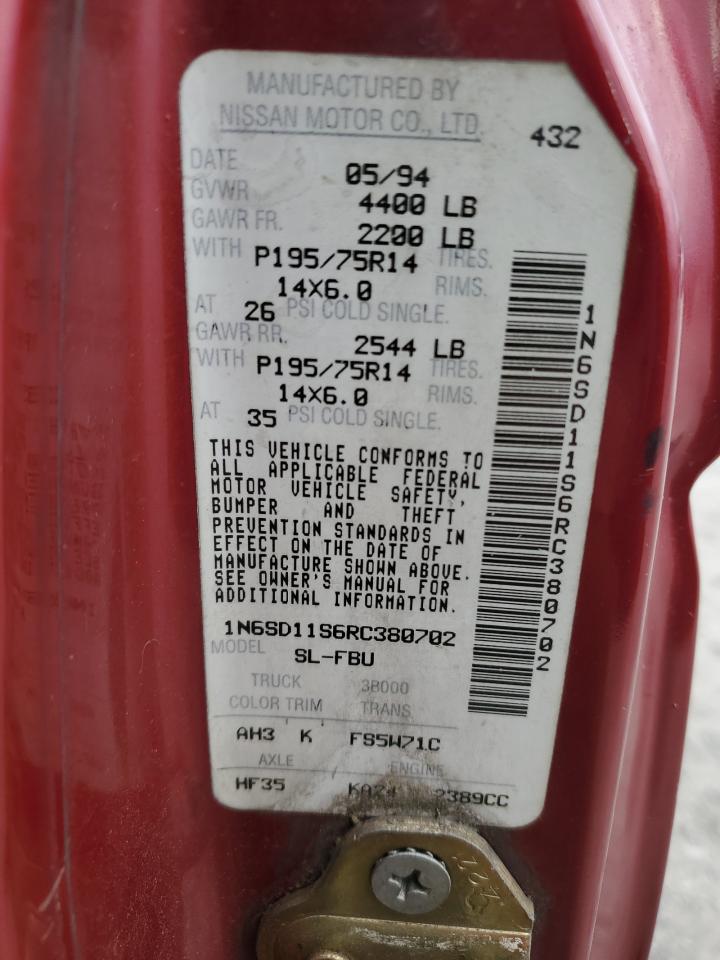 MANUFACTURED BY
NISSAN MOTOR CO., LTD. 432
DATE 05/94
GVWR 4400 LB
GAWR FR. 2200 LB
WITH P195/75R14 TIRES.
14X6.0 RIMS.
AT 26 PSI COLD SINGLE.
GAWR RR. 2544 LB
WITH P195/75R14 TIRES.
14X6.0 RIMS.
AT 35 PSI COLD SINGLE.
THIS VEHICLE CONFORMS TO
ALL APPLICABLE FEDERAL
MOTOR VEHICLE SAFETY,
BUMPER AND THEFT
PREVENTION STANDARDS IN
EFFECT ON THE DATE OF
MANUFACTURE SHOWN ABOVE.
SEE OWNER'S MANUAL FOR
ADDITIONAL INFORMATION.
1N6SD11S6RC380702
MODEL SL-FBU
TRUCK 3B000
COLOR TRIM TRANS
AH3 K FS5W71C
AXLE ENGINE
HF35 KA24 2389CC
1N6SD11S6RC380702